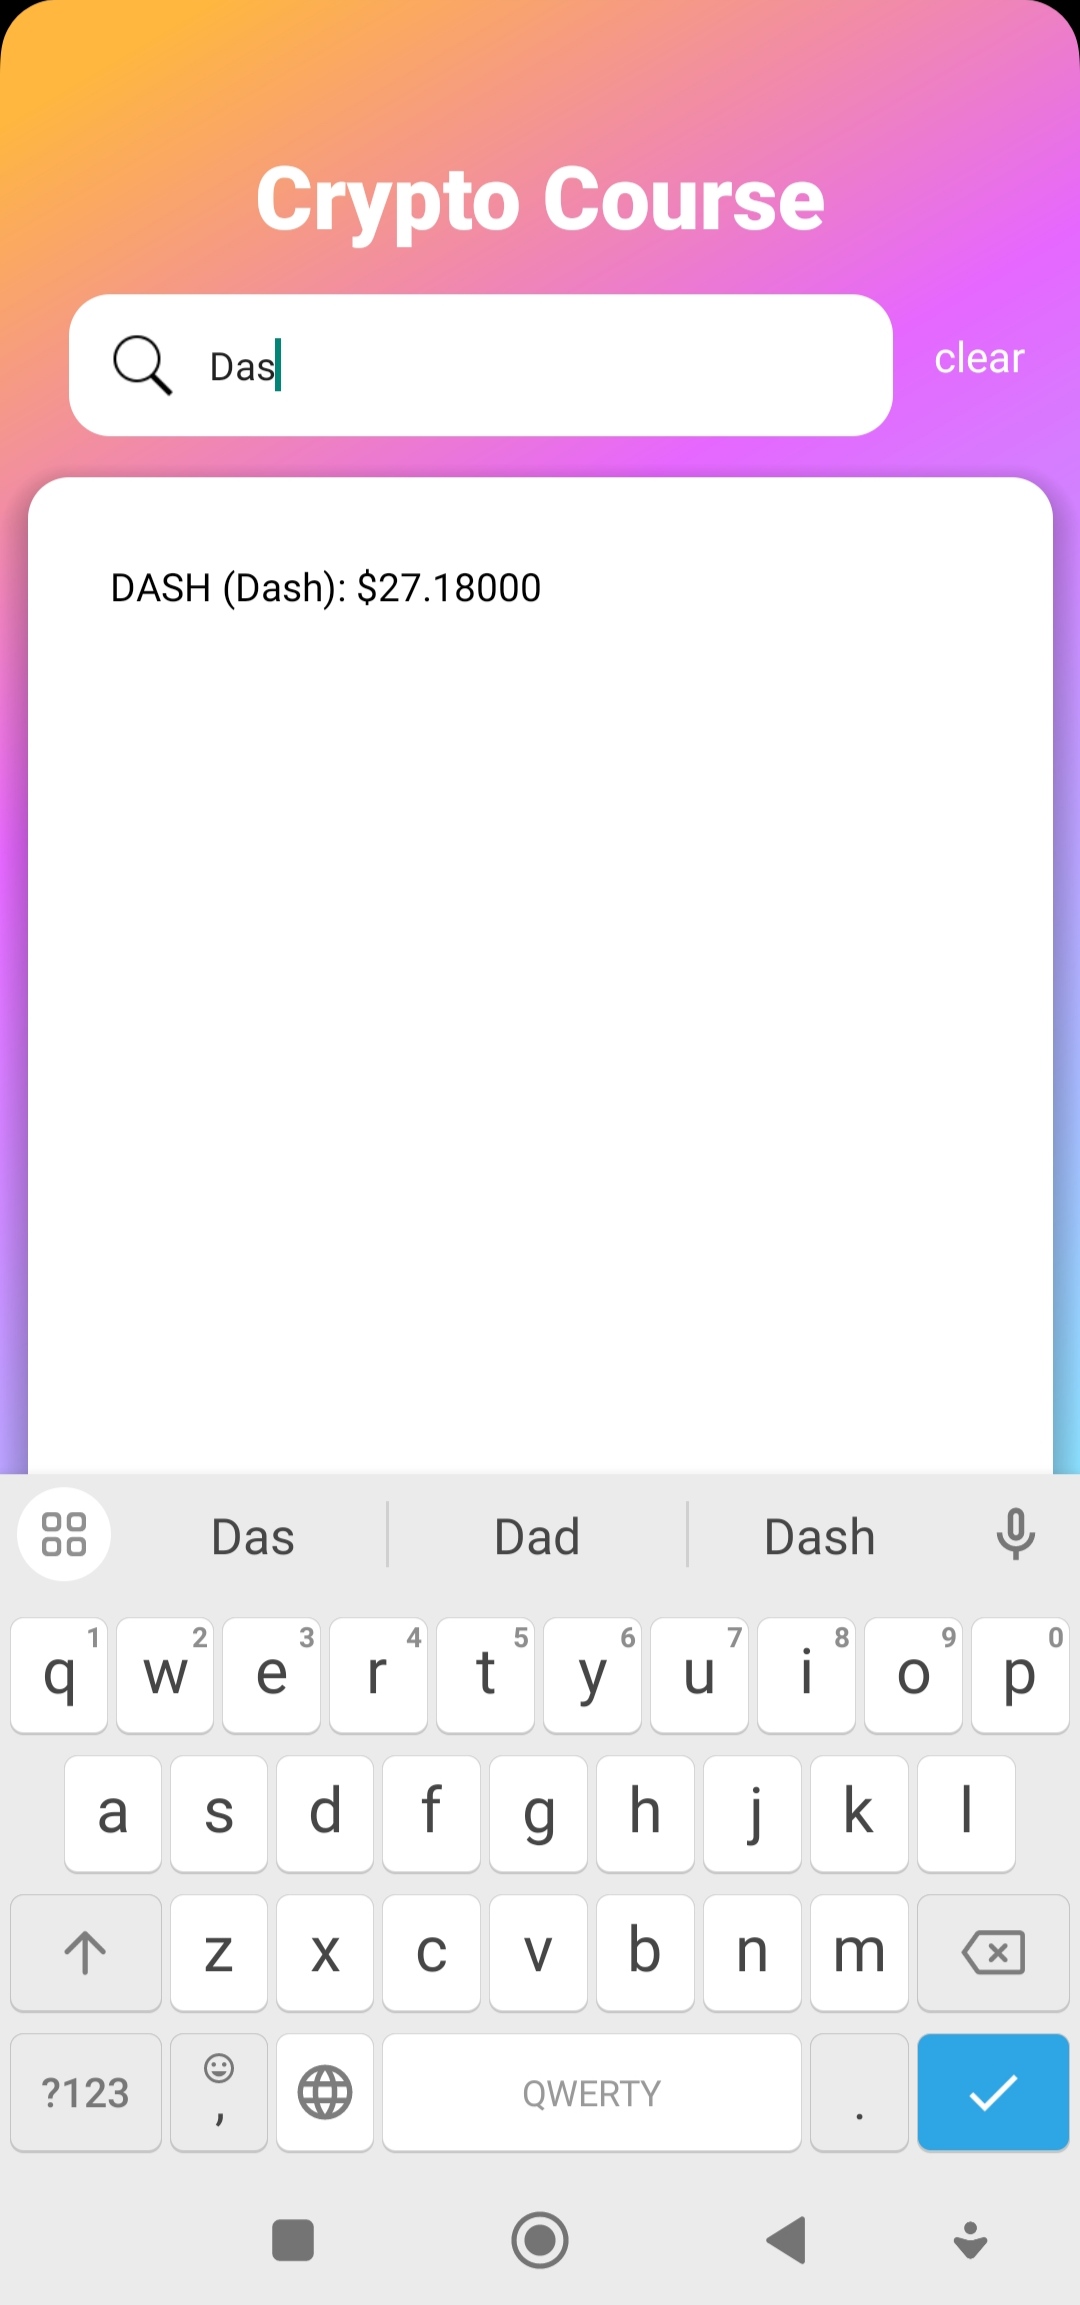 Crypto Course
Das
clear
DASH (Dash): $27.18000
Das Dad Dash
1 2 3 4 5 6 7 8 9 0
q w e r t y u i o p
a s d f g h j k l
z x c v b n m
?123 , QWERTY .